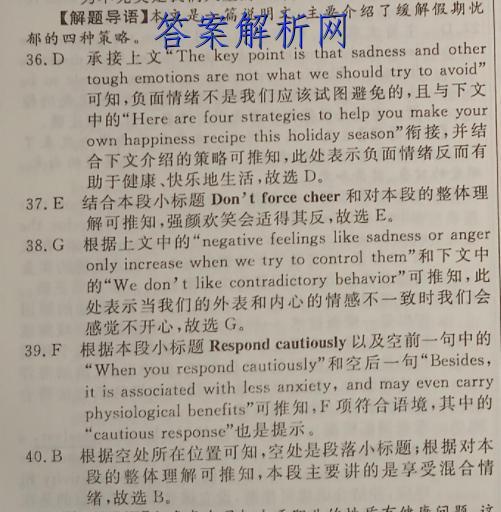 【解题导语】本文是一篇说明文,主要介绍了缓解假期忧
答案解析网
郁的四种策略。
36. D 承接上文“The key point is that sadness and other
tough emotions are not what we should try to avoid”
可知,负面情绪不是我们应该试图避免的,且与下文
中的“Here are four strategies to help you make your
own happiness recipe this holiday season”衔接,并结
合下文介绍的策略可推知,此处表示负面情绪反而有
助于健康、快乐地生活,故选 D。
37. E 结合本段小标题 Don't force cheer 和对本段的整体理
解可推知,强颜欢笑会适得其反,故选 E。
38. G 根据上文中的“negative feelings like sadness or anger
only increase when we try to control them”和下文中
的“We don't like contradictory behavior”可推知,此
处表示当我们的外表和内心的情感不一致时我们会
感觉不开心,故选 G。
39. F 根据本段小标题 Respond cautiously 以及空前一句中的
“When you respond cautiously”和空后一句“Besides,
it is associated with less anxiety, and may even carry
physiological benefits”可推知,F 项符合语境,其中的
“cautious response”也是提示。
40. B 根据空处所在位置可知,空处是段落小标题;根据对本
段的整体理解可推知,本段主要讲的是享受混合情
绪,故选 B。